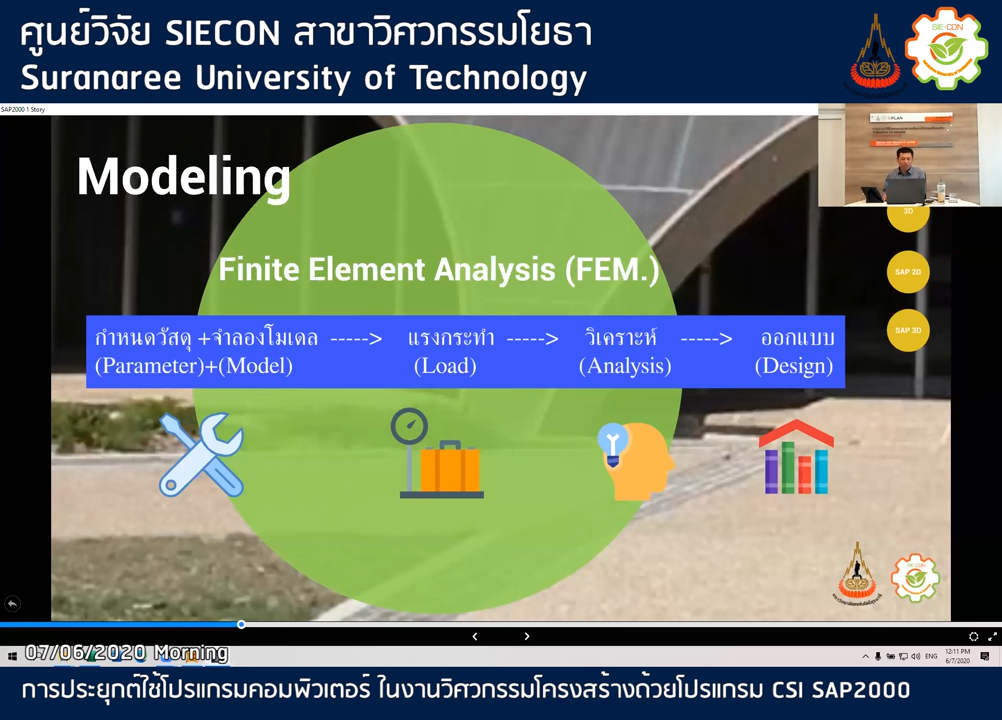 ศูนย์วิจัย SIECON สาขาวิศวกรรมโยธา
Suranaree University of Technology
SAP2000 1 Story
Modeling
Finite Element Analysis (FEM.)
กำหนดวัสดุ +จำลองโมเดล -----> แรงกระทำ -----> วิเคราะห์ -----> ออกแบบ
(Parameter)+(Model) (Load) (Analysis) (Design)
3D
SAP 2D
SAP 3D
SIE-CON
PLAN
07/06/2020 Morning
ENG
12:11 PM
6/7/2020
การประยุกต์ใช้โปรแกรมคอมพิวเตอร์ ในงานวิศวกรรมโครงสร้างด้วยโปรแกรม CSI SAP2000